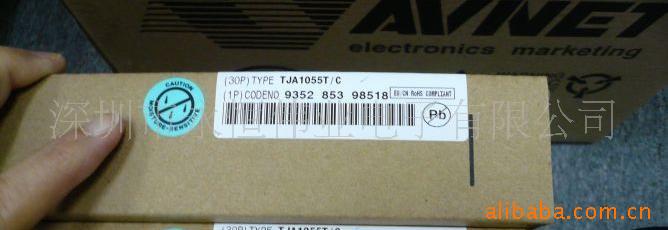 AVNET
electronics marketing
(30P)TYPE TJA1055T/C
(1P)CODENO 9352 853 98518
EU/CN RoHS COMPLIANT
CAUTION
MOISTURE-SENSITIVE
Pb
深圳
有限公司
alibaba.com.cn
(30P)TYPE TJA1055T/C